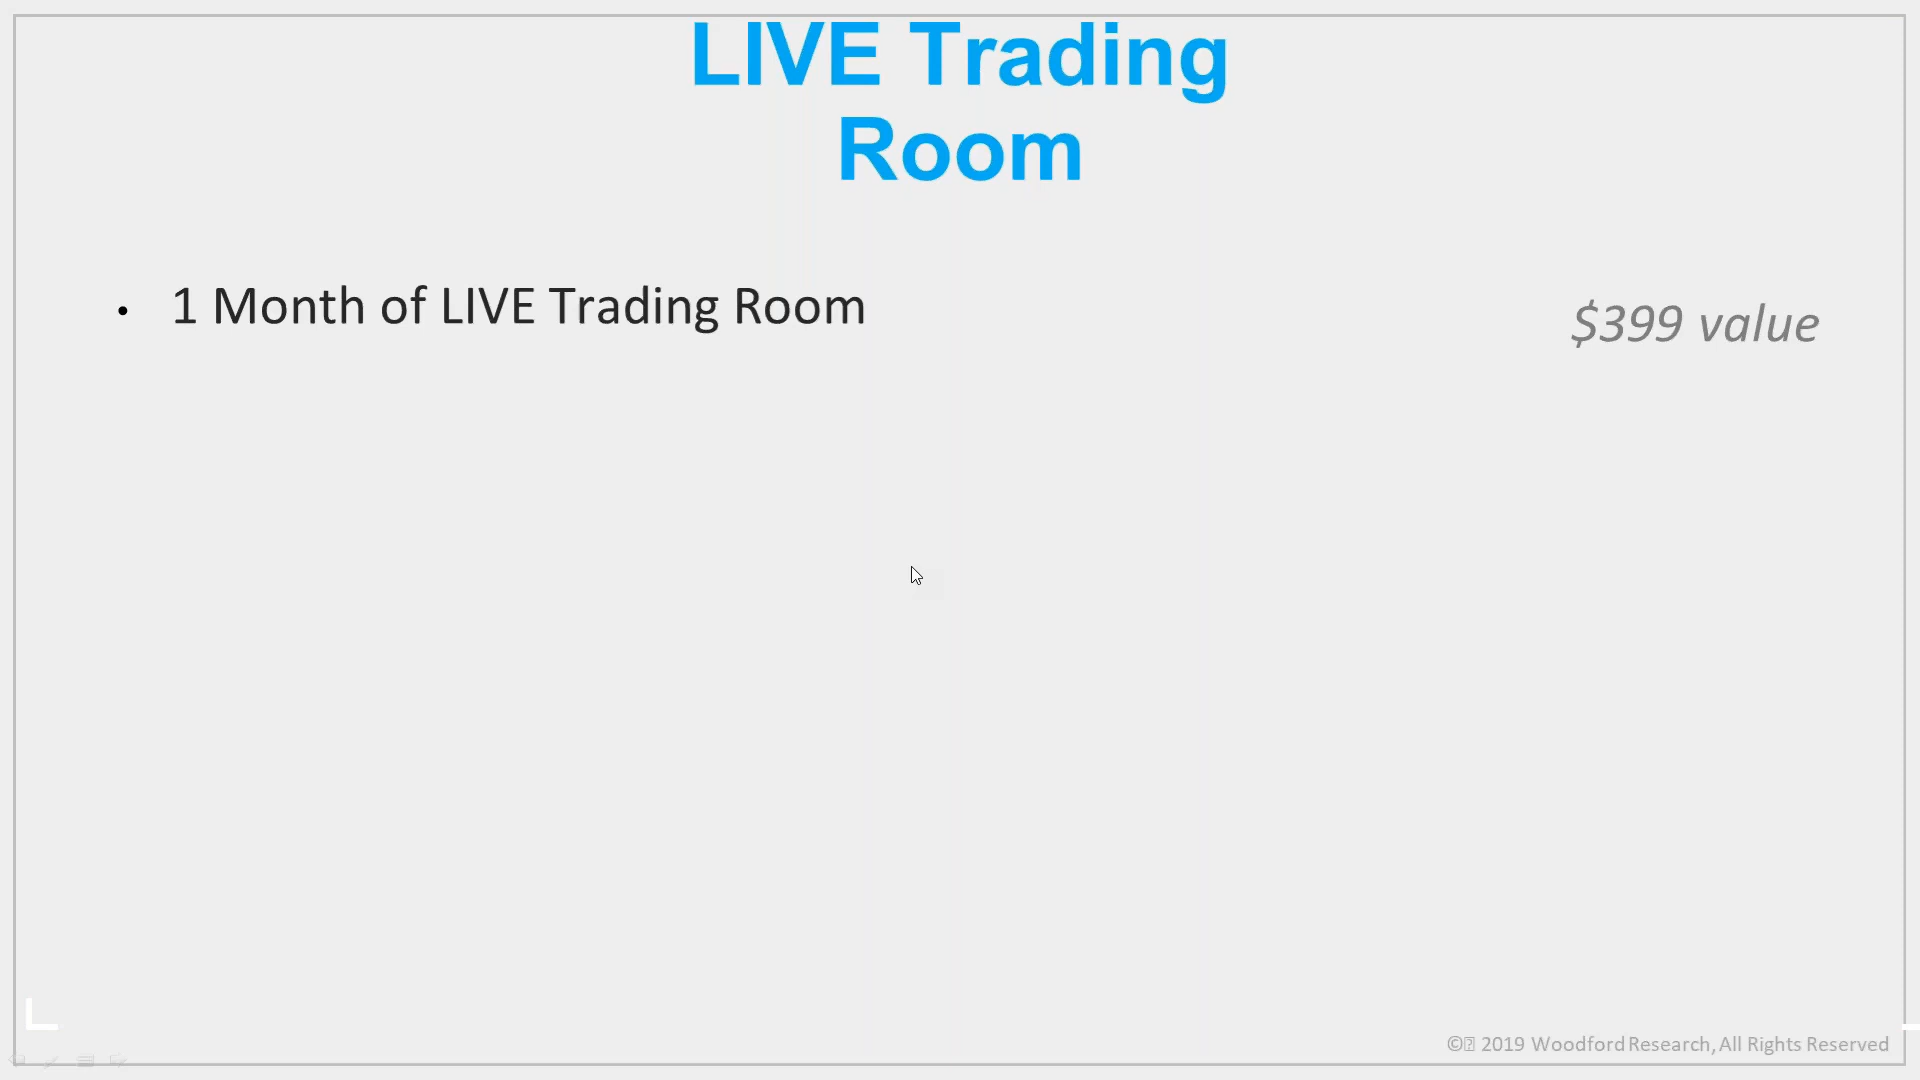 LIVE Trading
Room
• 1 Month of LIVE Trading Room
$399 value
© 2019 Woodford Research, All Rights Reserved